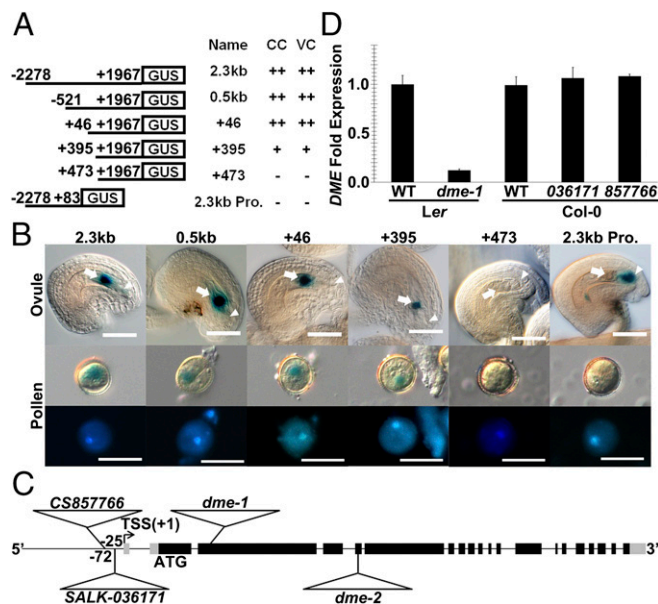 A
Name CC VC
-2278 +1967 GUS 2.3kb ++ ++
-521 +1967 GUS 0.5kb ++ ++
+46 +1967 GUS +46 ++ ++
+395 +1967 GUS +395 + +
+473 +1967 GUS +473 - -
-2278 +83 GUS 2.3kb Pro. - -
D
DME Fold Expression
1.0
0.5
0.0
WT dme-1 WT 036171 857766
Ler Col-0
B
2.3kb 0.5kb +46 +395 +473 2.3kb Pro.
Ovule
Pollen
C
CS857766 dme-1
-25 TSS(+1)
5' 3'
-72 ATG
SALK-036171 dme-2